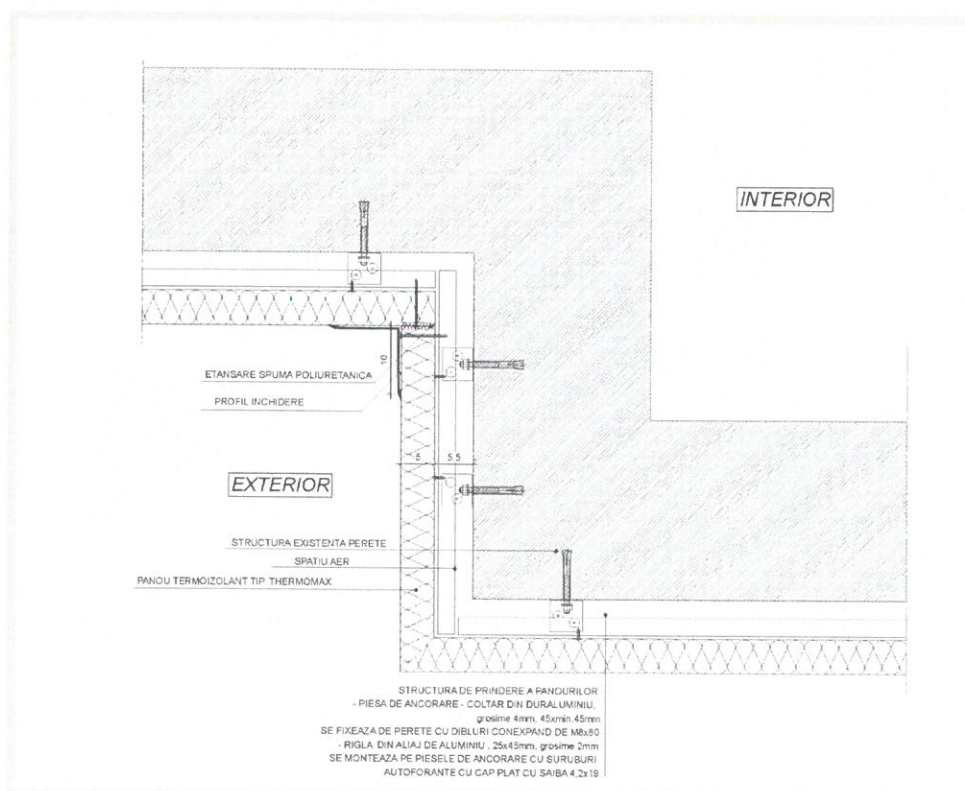 INTERIOR
10
ETANSARE SPUMA POLIURETANICA
PROFIL INCHIDERE
5 5.5
EXTERIOR
STRUCTURA EXISTENTA PERETE
SPATIU AER
PANOU TERMOIZOLANT TIP THERMOMAX
STRUCTURA DE PRINDERE A PANOURILOR
- PIESA DE ANCORARE - COLTAR DIN DURALUMINIU,
grosime 4mm, 45xmin.45mm
SE FIXEAZA DE PERETE CU DIBLURI CONEXPAND DE M8x80
- RIGLA DIN ALIAJ DE ALUMINIU , 25x45mm, grosime 2mm
SE MONTEAZA PE PIESELE DE ANCORARE CU SURUBURI
AUTOFORANTE CU CAP PLAT CU SAIBA 4,2x19